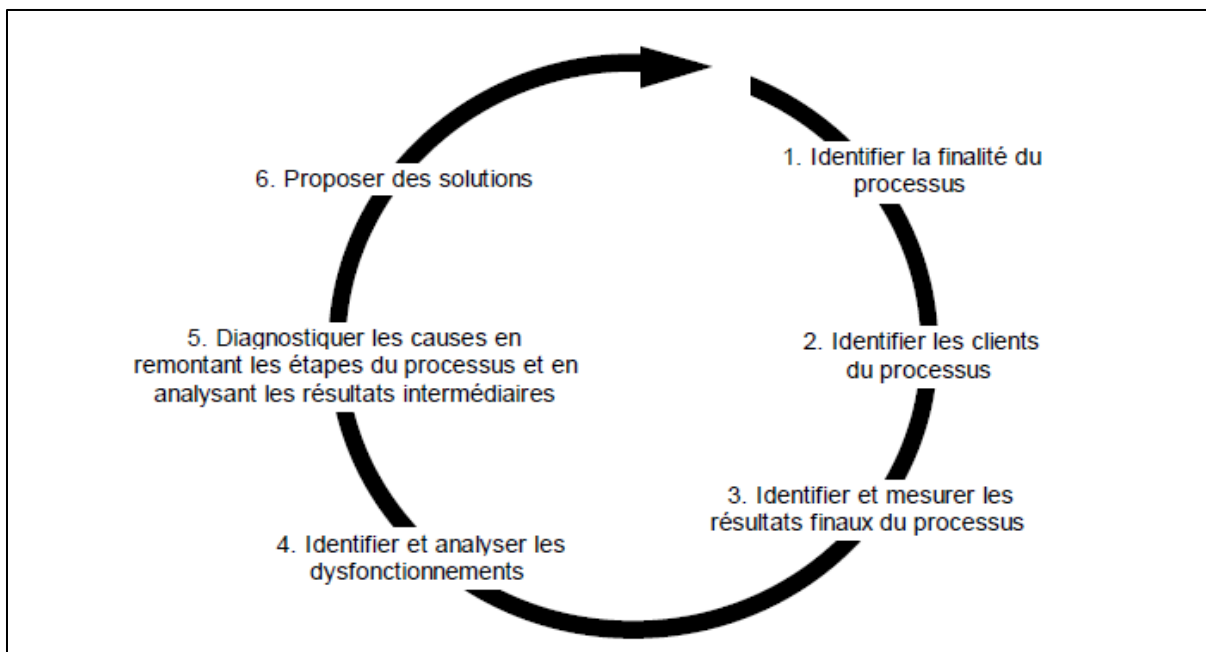 1. Identifier la finalité du
processus
2. Identifier les clients
du processus
3. Identifier et mesurer les
résultats finaux du processus
4. Identifier et analyser les
dysfonctionnements
5. Diagnostiquer les causes en
remontant les étapes du processus et en
analysant les résultats intermédiaires
6. Proposer des solutions